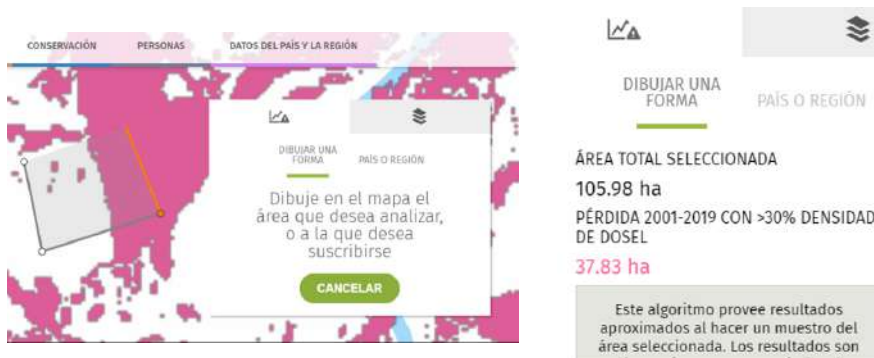 CONSERVACIÓN PERSONAS DATOS DEL PAÍS Y LA REGIÓN
DIBUJAR UNA
FORMA
PAÍS O REGIÓN
Dibuje en el mapa el
área que desea analizar,
o a la que desea
suscribirse
CANCELAR
DIBUJAR UNA
FORMA
PAÍS O REGIÓN
ÁREA TOTAL SELECCIONADA
105.98 ha
PÉRDIDA 2001-2019 CON >30% DENSIDAD
DE DOSEL
37.83 ha
Este algoritmo provee resultados
aproximados al hacer un muestro del
área seleccionada. Los resultados son